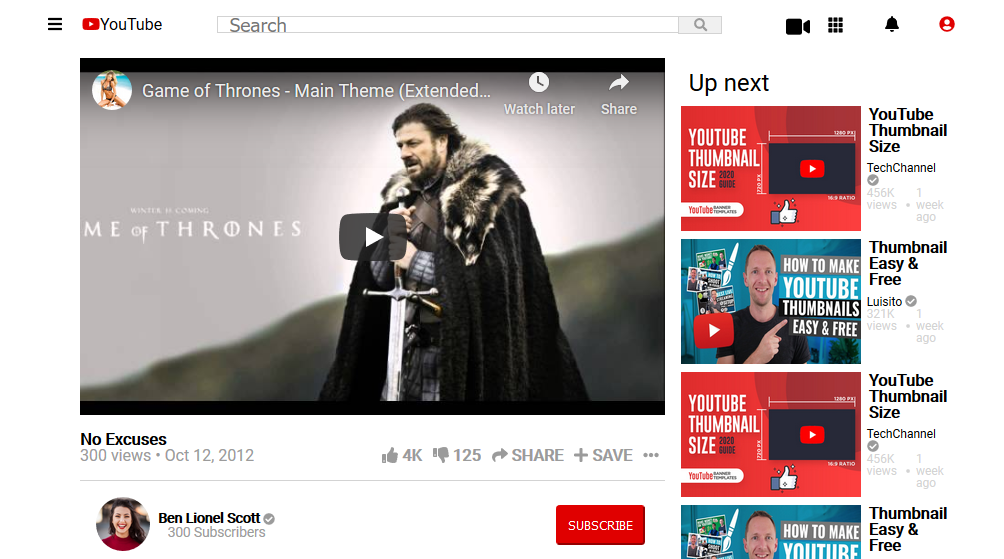 YouTube
Search
Game of Thrones - Main Theme (Extended...
Watch later
Share
WINTER IS COMING
ME OF THRONES
No Excuses
300 views • Oct 12, 2012
4K 125 SHARE SAVE
Ben Lionel Scott
300 Subscribers
SUBSCRIBE
Up next
YOUTUBE
THUMBNAIL
SIZE 2020
GUIDE
1280 PX
720 PX
16:9 RATIO
YouTube BANNER
TEMPLATES
YouTube
Thumbnail
Size
TechChannel
456K
views • 1
week
ago
HOW TO MAKE
YOUTUBE
THUMBNAILS
EASY & FREE
Thumbnail
Easy &
Free
Luisito
321K
views • 1
week
ago
YOUTUBE
THUMBNAIL
SIZE 2020
GUIDE
1280 PX
720 PX
16:9 RATIO
YouTube BANNER
TEMPLATES
YouTube
Thumbnail
Size
TechChannel
456K
views • 1
week
ago
HOW TO MAKE
Thumbnail
Easy &
Free